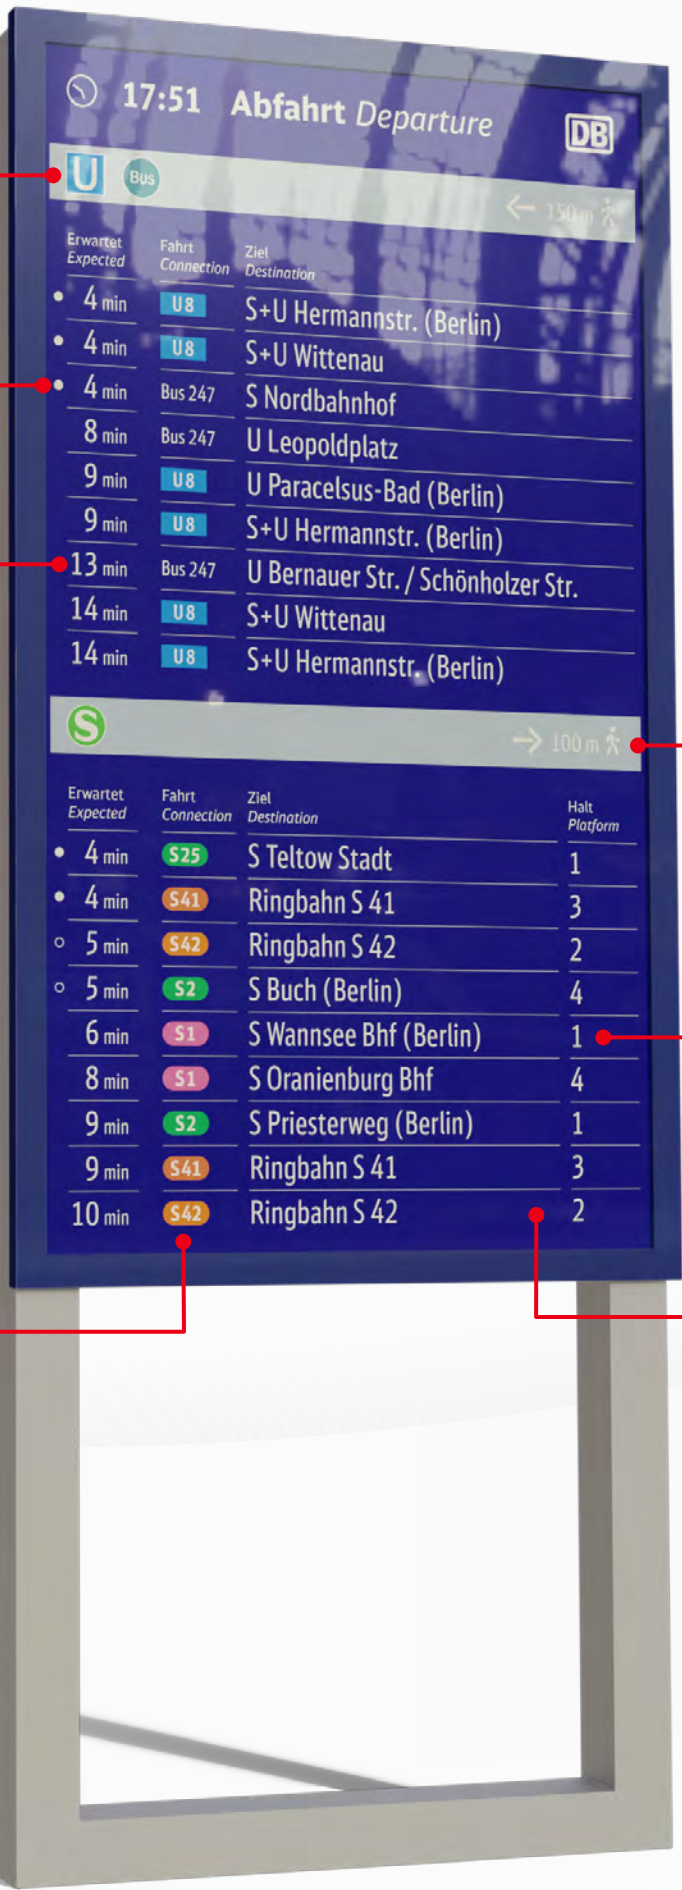 17:51 Abfahrt Departure DB
U Bus ← 150 m
Erwartet Fahrt Ziel
Expected Connection Destination
4 min U8 S+U Hermannstr. (Berlin)
4 min U8 S+U Wittenau
4 min Bus 247 S Nordbahnhof
8 min Bus 247 U Leopoldplatz
9 min U8 U Paracelsus-Bad (Berlin)
9 min U8 S+U Hermannstr. (Berlin)
13 min Bus 247 U Bernauer Str. / Schönholzer Str.
14 min U8 S+U Wittenau
14 min U8 S+U Hermannstr. (Berlin)
S → 100 m
Erwartet Fahrt Ziel Halt
Expected Connection Destination Platform
4 min S25 S Teltow Stadt 1
4 min S41 Ringbahn S 41 3
5 min S42 Ringbahn S 42 2
5 min S2 S Buch (Berlin) 4
6 min S1 S Wannsee Bhf (Berlin) 1
8 min S1 S Oranienburg Bhf 4
9 min S2 S Priesterweg (Berlin) 1
9 min S41 Ringbahn S 41 3
10 min S42 Ringbahn S 42 2